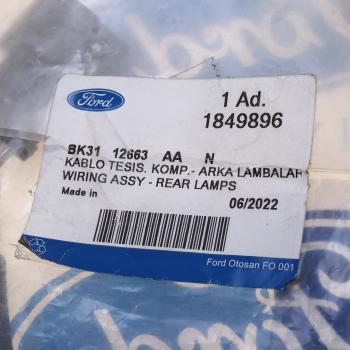 Ford
1 Ad.
1849896
BK31 12663 AA N
KABLO TESIS. KOMP.- ARKA LAMBALAR
WIRING ASSY - REAR LAMPS
Made in
06/2022
Ford Otosan FO 001